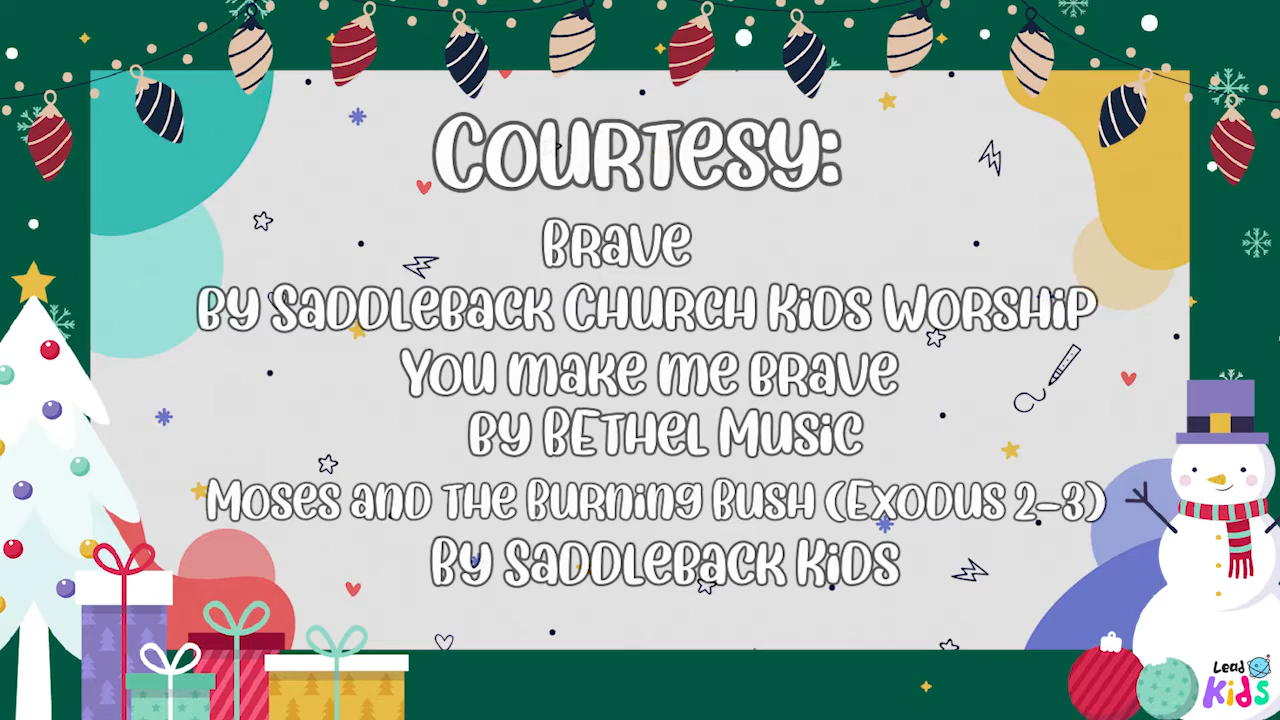 Courtesy:
Brave
by Saddleback Church Kids Worship
You make me brave
by Bethel Music
Moses and the Burning Bush (Exodus 2-3)
By Saddleback Kids
Lead
Kids